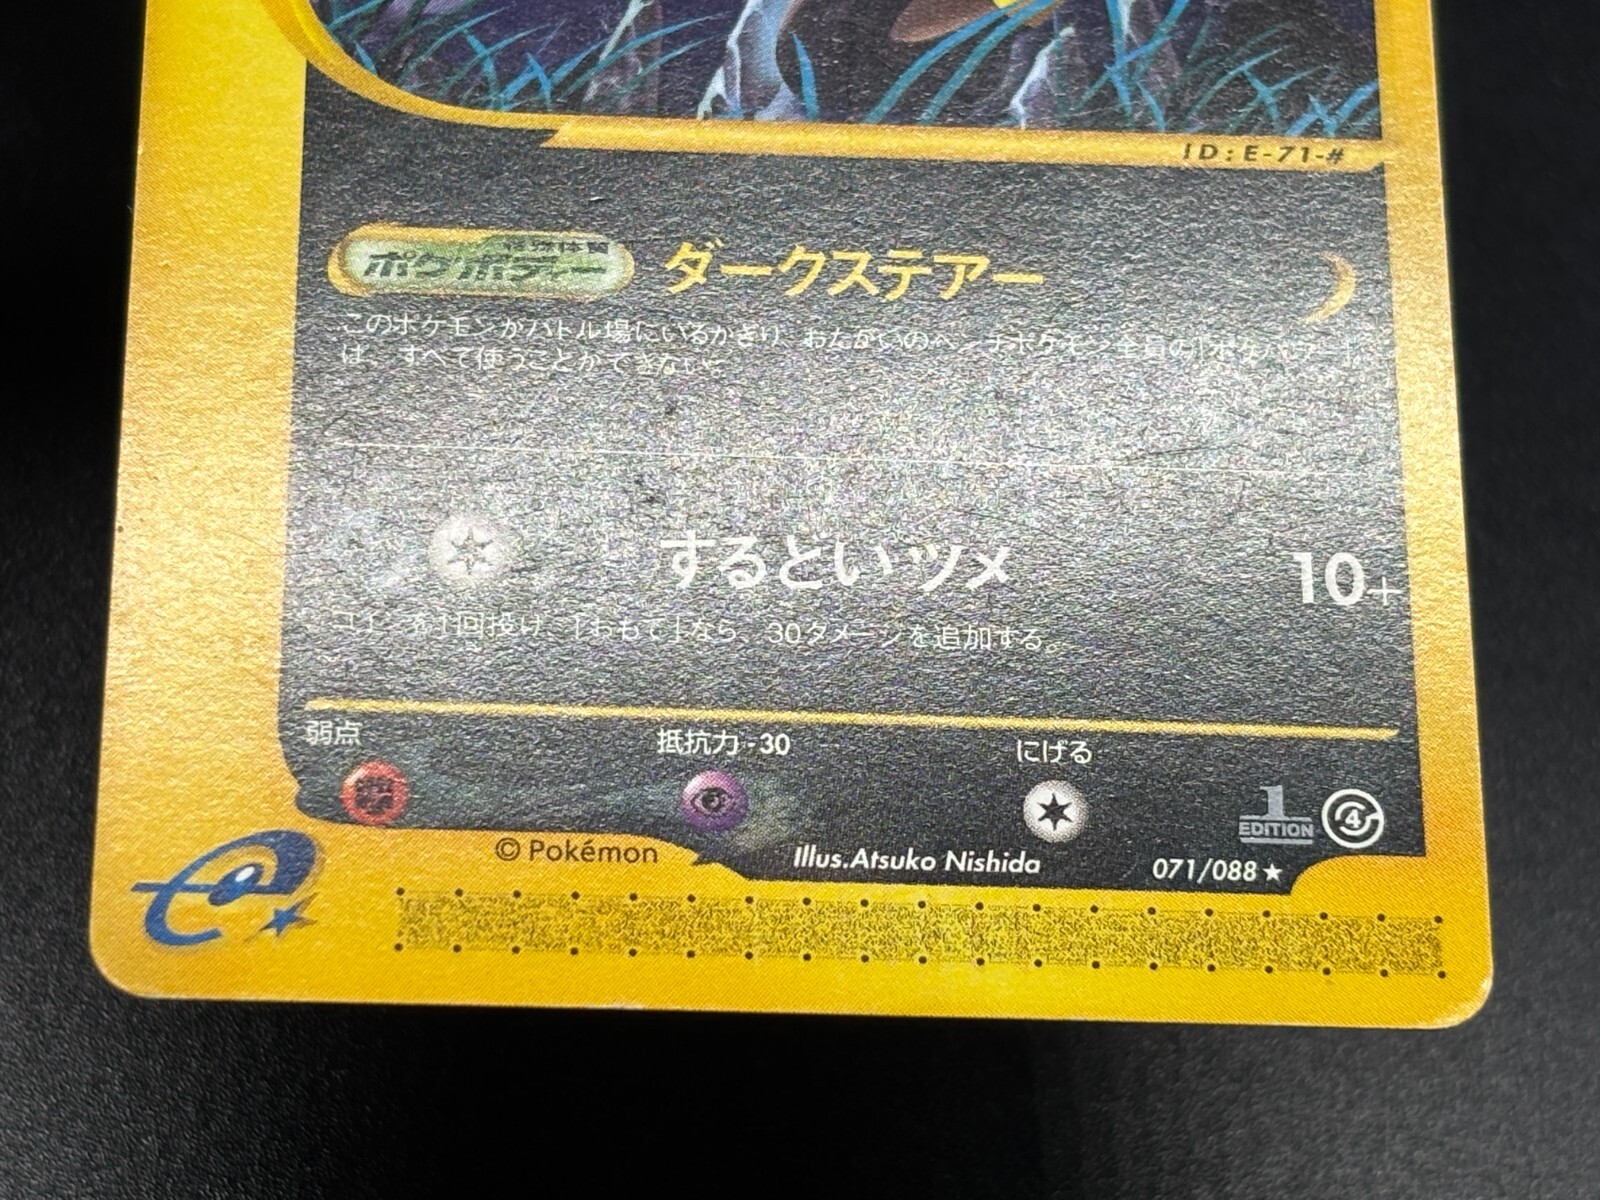 ID:E-71-#
特殊体質
ポケボディー ダークステアー
このポケモンがバトル場にいるかぎり、おたがいのベンチポケモン全員の「ポケパワー」
は、すべて使うことができない。
するどいツメ 10+
コインを1回投げ、「おもて」なら、30ダメージを追加する。
弱点 抵抗力-30 にげる
1
EDITION
4
© Pokémon Illus.Atsuko Nishida 071/088★
e